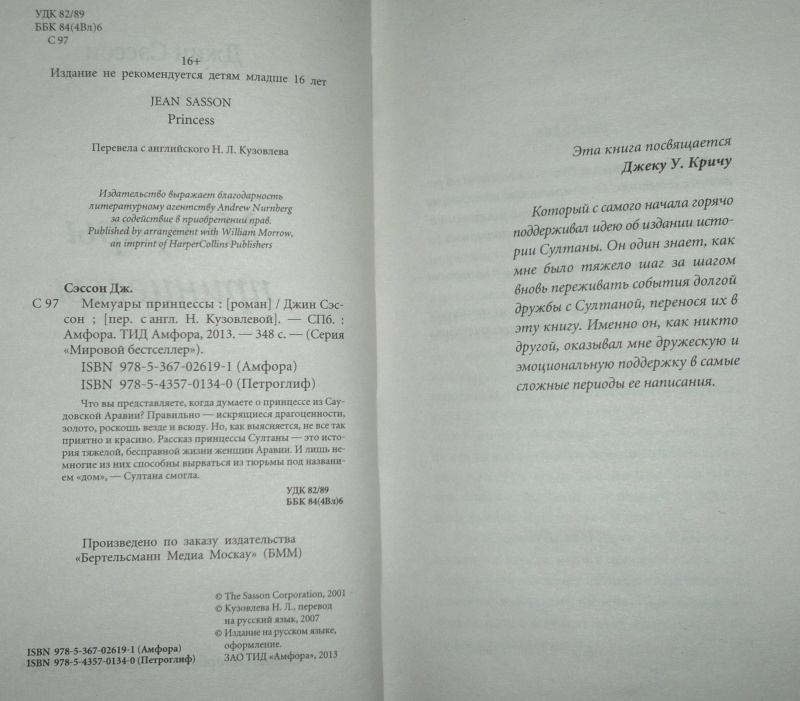 УДК 82/89
ББК 84(4Вл)6
С 97
16+
Издание не рекомендуется детям младше 16 лет
JEAN SASSON
Princess
Перевела с английского Н. Л. Кузовлева
Издательство выражает благодарность
литературному агентству Andrew Nurnberg
за содействие в приобретении прав.
Published by arrangement with William Morrow,
an imprint of HarperCollins Publishers
Сэссон Дж.
С 97 Мемуары принцессы : [роман] / Джин Сэс-
сон ; [пер. с англ. Н. Кузовлевой]. — СПб. :
Амфора. ТИД Амфора, 2013. — 348 с. — (Серия
«Мировой бестселлер»).
ISBN 978-5-367-02619-1 (Амфора)
ISBN 978-5-4357-0134-0 (Петроглиф)
Что вы представляете, когда думаете о принцессе из Сау-
довской Аравии? Правильно — искрящиеся драгоценности,
золото, роскошь везде и всюду. Но, как выясняется, не все так
приятно и красиво. Рассказ принцессы Султаны — это исто-
рия тяжелой, бесправной жизни женщин Аравии. И лишь не-
многие из них способны вырваться из тюрьмы под названи-
ем «дом», — Султана смогла.
УДК 82/89
ББК 84(4Вл)6
Произведено по заказу издательства
«Бертельсманн Медиа Москау» (БММ)
© The Sasson Corporation, 2001
© Кузовлева Н. Л., перевод
на русский язык, 2007
© Издание на русском языке,
оформление.
ЗАО ТИД «Амфора», 2013
ISBN 978-5-367-02619-1 (Амфора)
ISBN 978-5-4357-0134-0 (Петроглиф)
Эта книга посвящается
Джеку У. Кричу
Который с самого начала горячо
поддерживал идею об издании исто-
рии Султаны. Он один знает, как
мне было тяжело шаг за шагом
вновь переживать события долгой
дружбы с Султаной, перенося их в
эту книгу. Именно он, как никто
другой, оказывал мне дружескую и
эмоциональную поддержку в самые
сложные периоды ее написания.